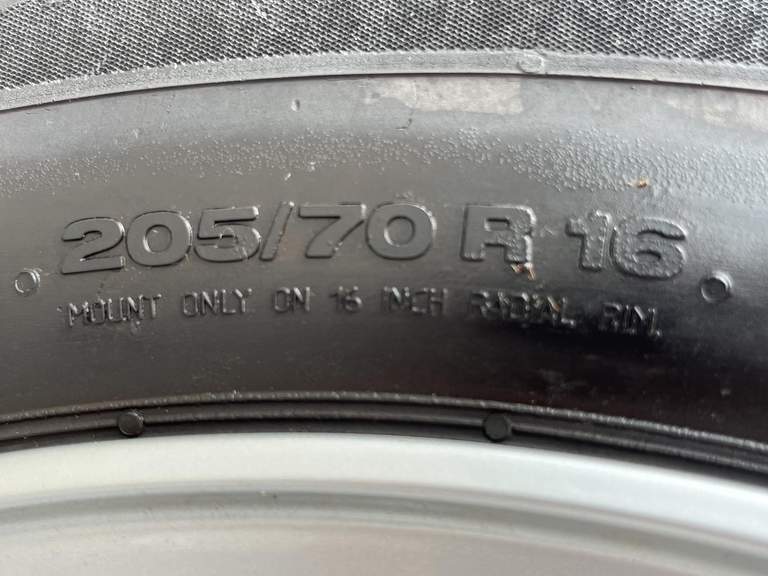 205/70 R 16
MOUNT ONLY ON 16 INCH RADIAL RIM.